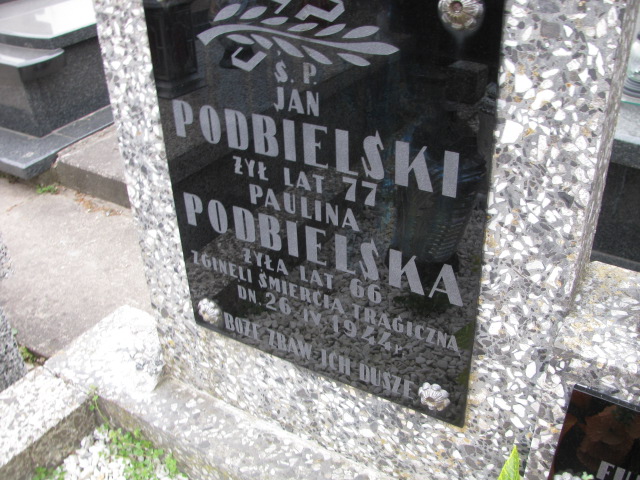 Ś. P
JAN
PODBIELSKI
ŻYŁ LAT 77
PAULINA
PODBIELSKA
ŻYŁA LAT 66
ZGINELI ŚMIERCIĄ TRAGICZNĄ
DN. 26 IV 1944 r.
BOŻE ZBAW ICH DUSZE